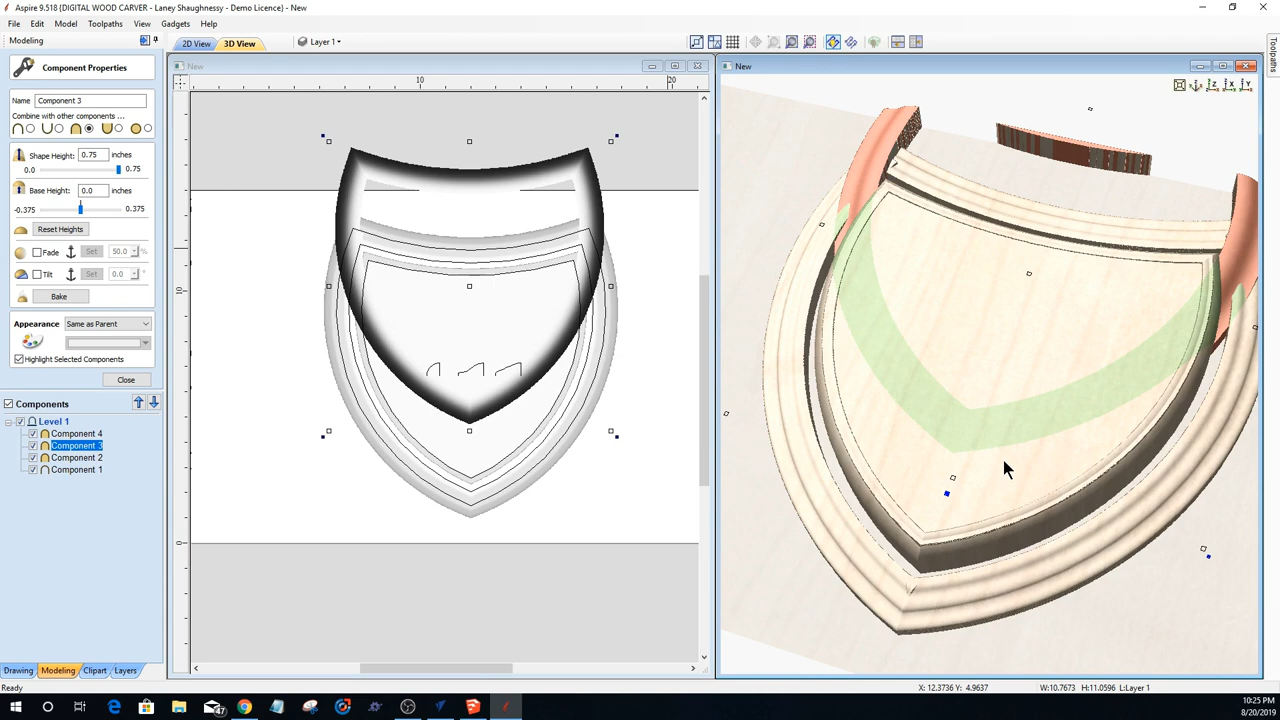 Aspire 9.518 (DIGITAL WOOD CARVER - Laney Shaughnessy - Demo Licence) - New
File Edit Model Toolpaths View Gadgets Help
Modeling
2D View
3D View
Layer 1
Component Properties
New
New
10
20
Name
Component 3
Combine with other components ...
Shape Height:
0.75
inches
0.0
0.75
Base Height:
0.0
inches
-0.375
0.375
Reset Heights
Fade
Set
50.0
%
Tilt
Set
0.0
°
Bake
10
Appearance
Same as Parent
Highlight Selected Components
Close
Components
Level 1
Component 4
Component 3
Component 2
Component 1
0
Toolpaths
Z
X
Y
Drawing
Modeling
Clipart
Layers
Ready
X: 12.3736 Y: 4.9637
W:10.7673 H:11.0596 L:Layer 1
47
10:25 PM
8/20/2019